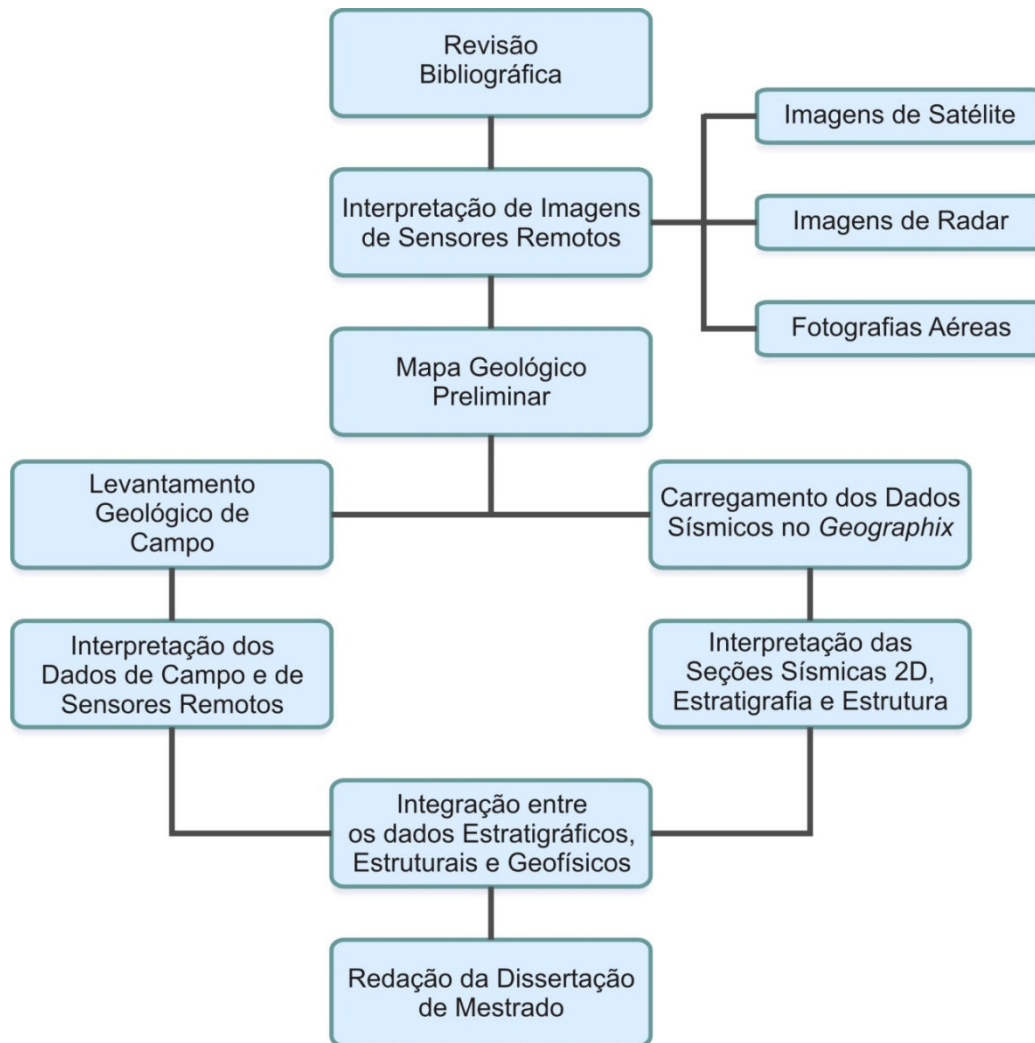 Revisão
Bibliográfica
Imagens de Satélite
Interpretação de Imagens
de Sensores Remotos
Imagens de Radar
Fotografias Aéreas
Mapa Geológico
Preliminar
Levantamento
Geológico de
Campo
Carregamento dos Dados
Sísmicos no Geographix
Interpretação dos
Dados de Campo e de
Sensores Remotos
Interpretação das
Seções Sísmicas 2D,
Estratigrafia e Estrutura
Integração entre
os dados Estratigráficos,
Estruturais e Geofísicos
Redação da Dissertação
de Mestrado